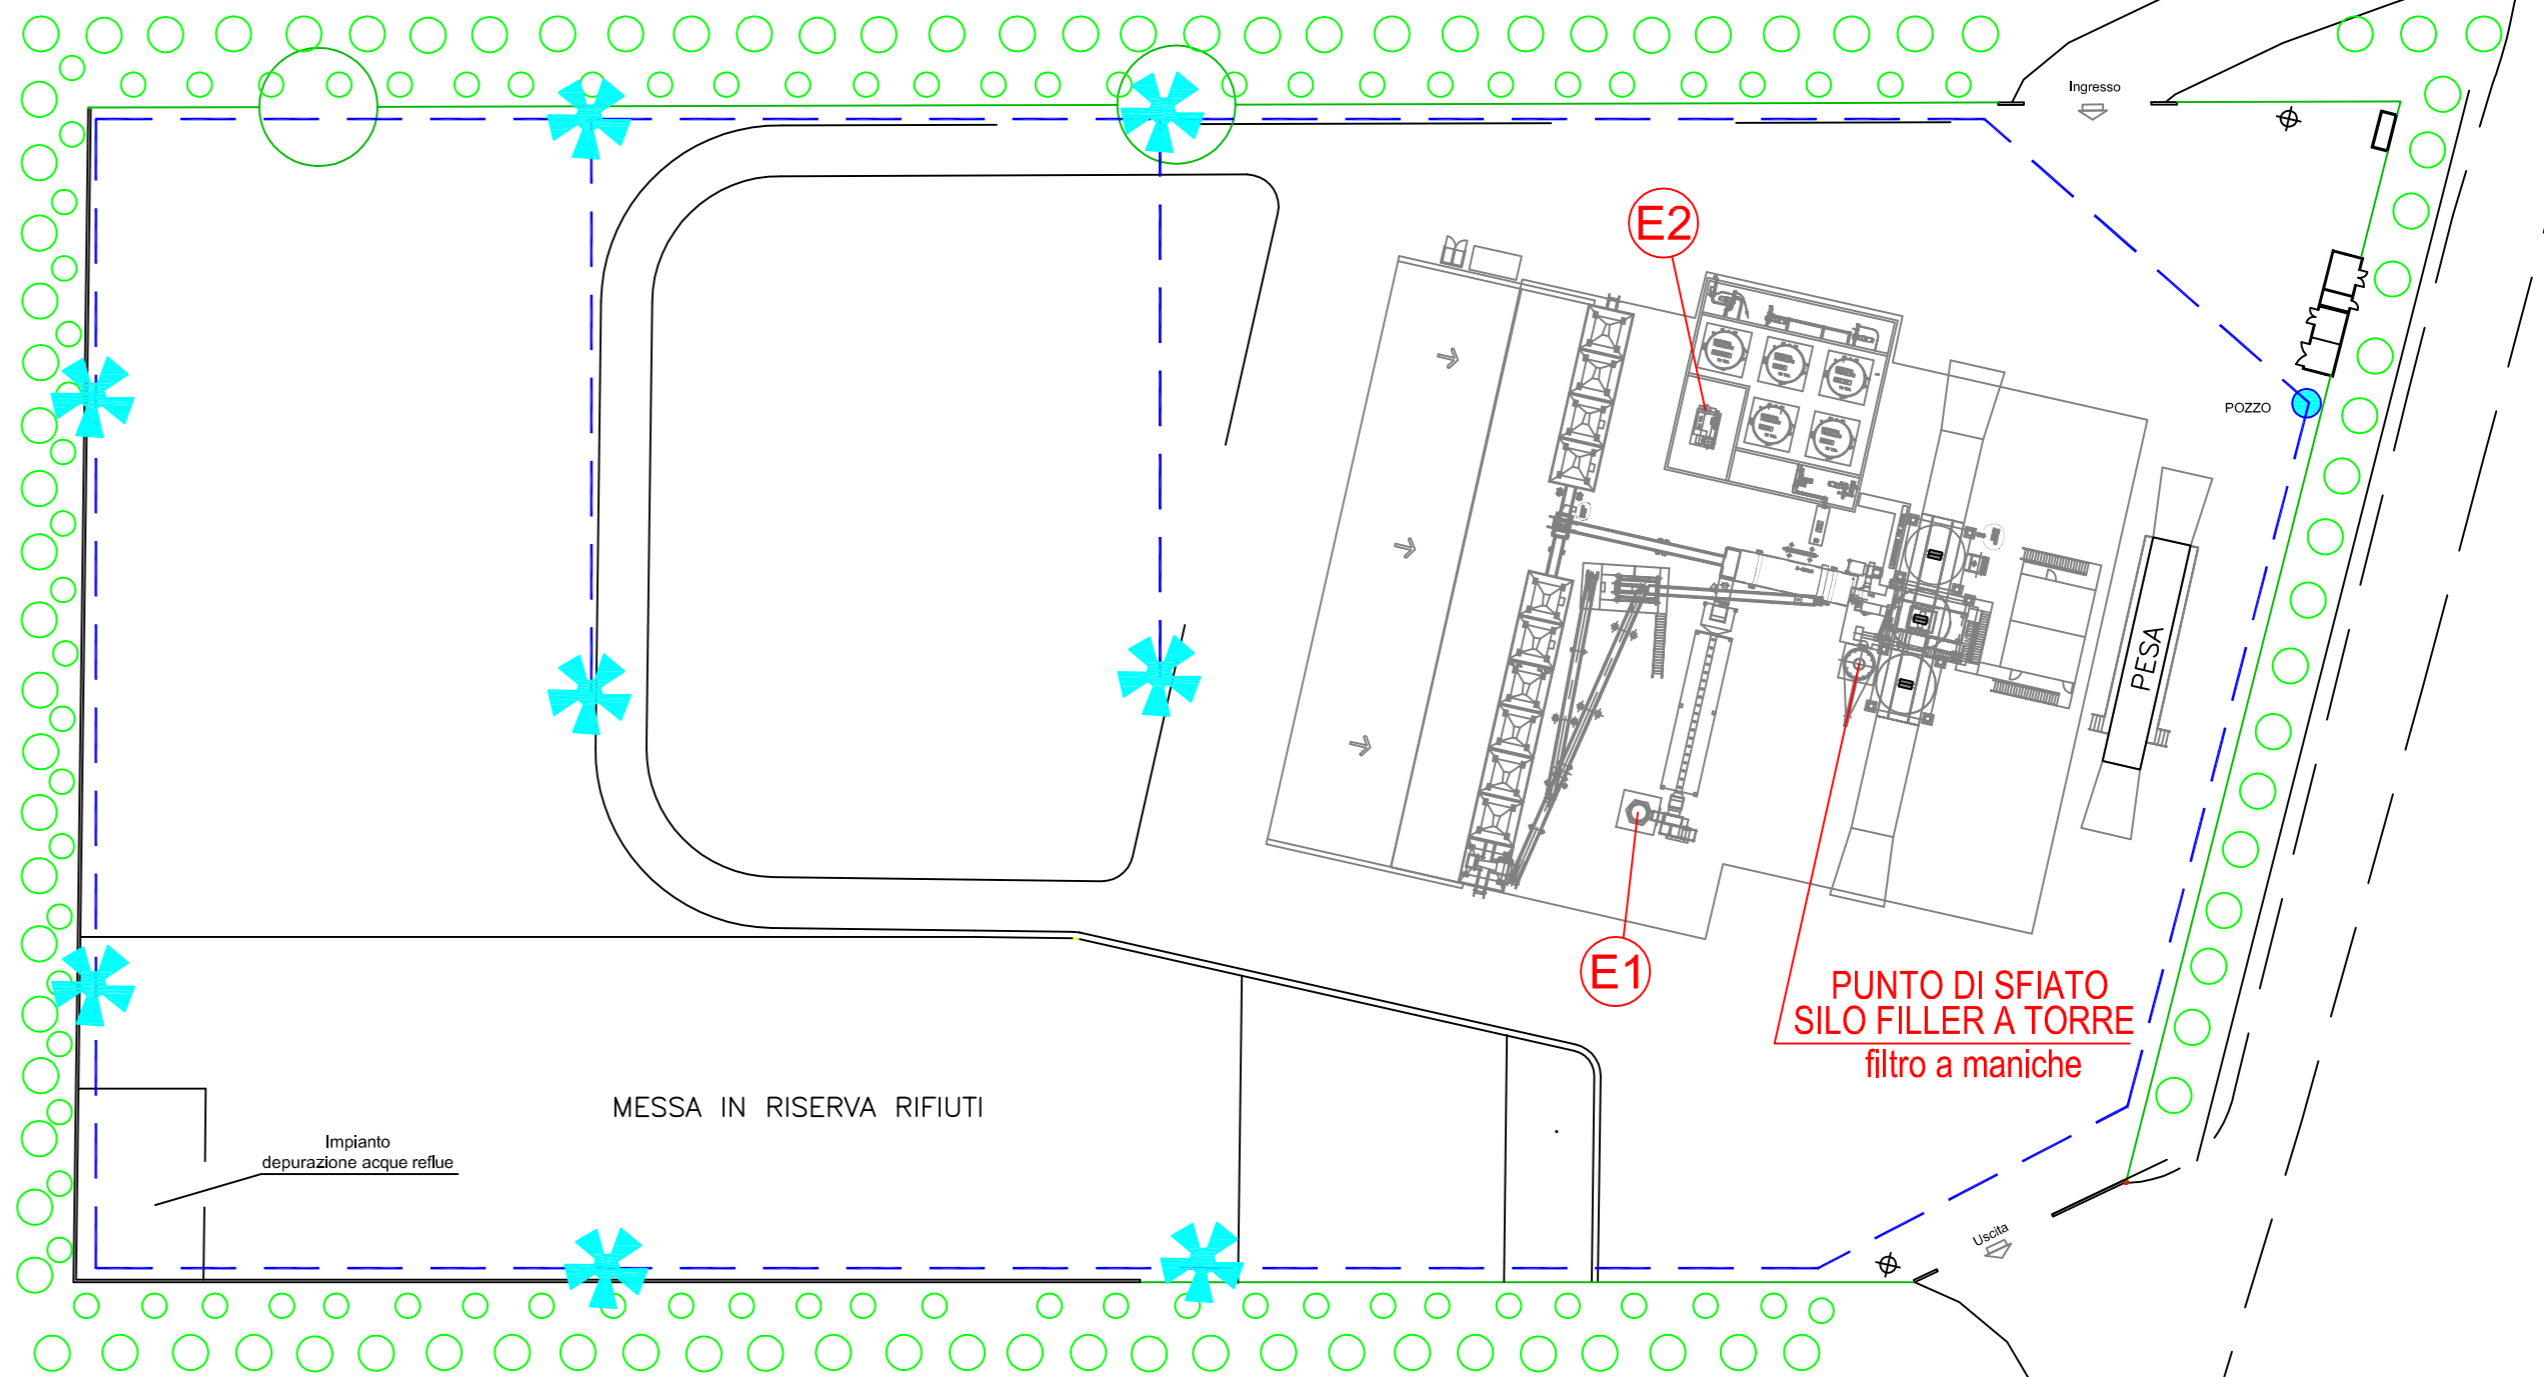 Ingresso
E2
POZZO
PESA
E1
PUNTO DI SFIATO
SILO FILLER A TORRE
filtro a maniche
MESSA IN RISERVA RIFIUTI
Impianto
depurazione acque reflue
Uscita